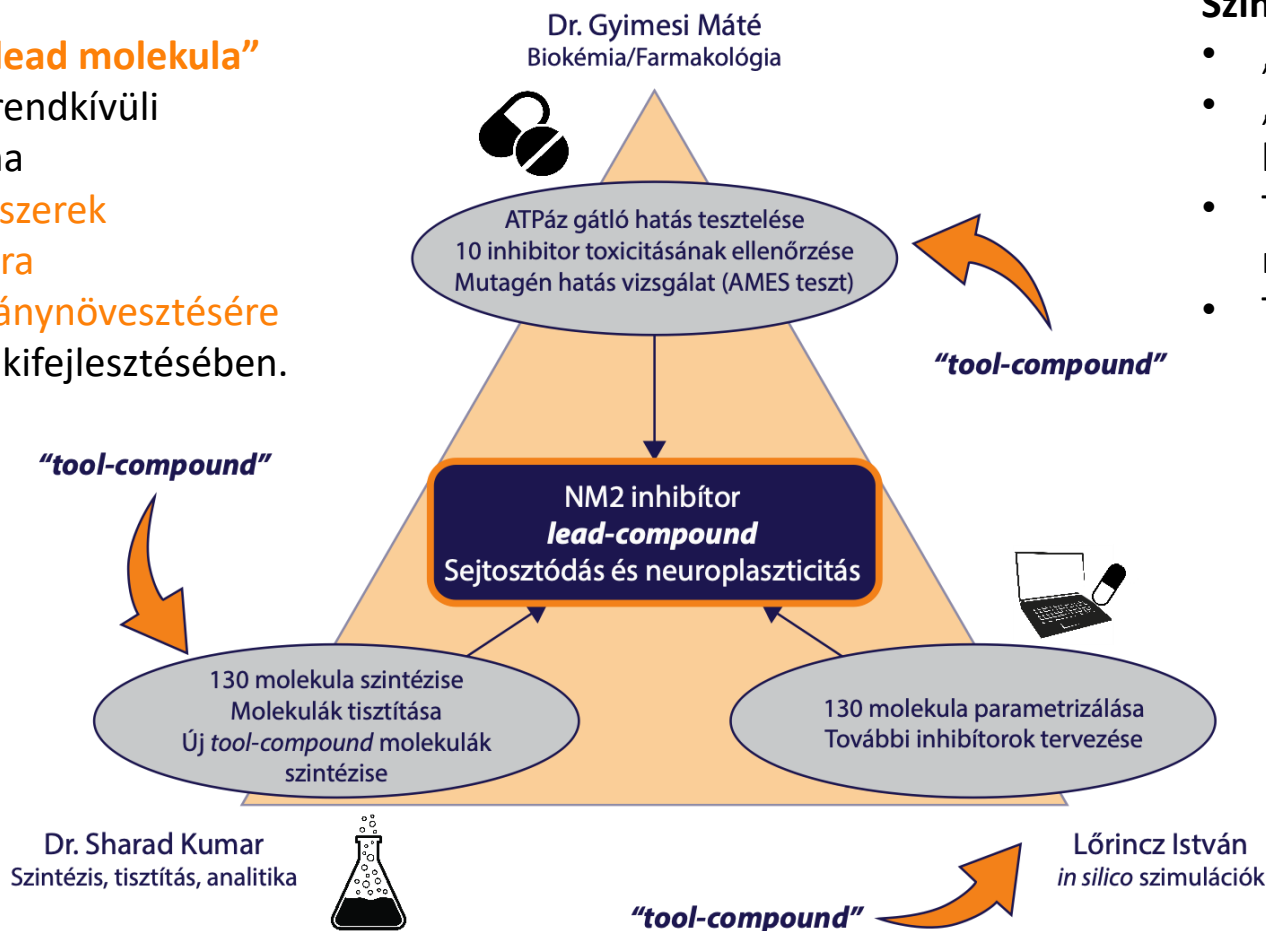 lead molekula”
rendkívüli
szerek
kifejlesztésében.
Dr. Gyimesi Máté
Biokémia/Farmakológia
ATPáz gátló hatás tesztelése
10 inhibitor toxicitásának ellenőrzése
Mutagén hatás vizsgálat (AMES teszt)
“tool-compound”
“tool-compound”
NM2 inhibítor
lead-compound
Sejtosztódás és neuroplaszticitás
130 molekula szintézise
Molekulák tisztítása
Új tool-compound molekulák
szintézise
130 molekula parametrizálása
További inhibítorok tervezése
Dr. Sharad Kumar
Szintézis, tisztítás, analitika
Lőrincz István
in silico szimulációk
“tool-compound”